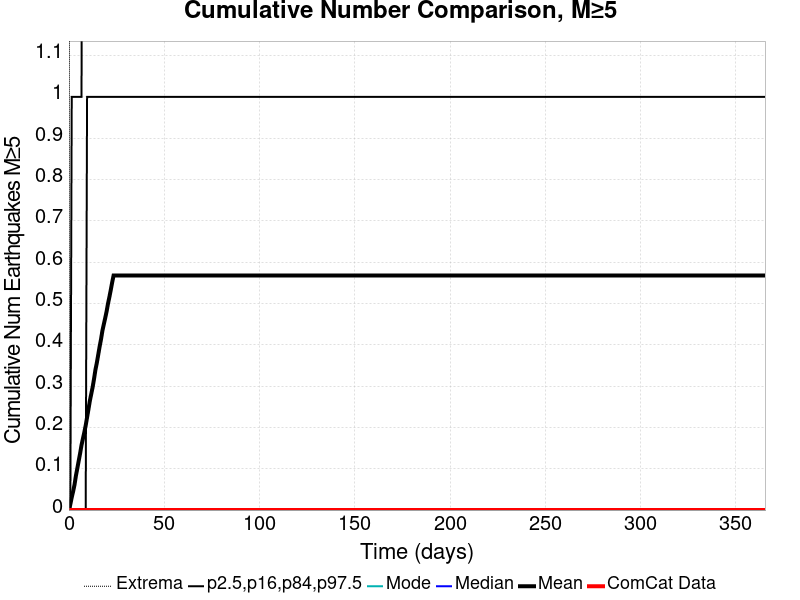 Cumulative Number Comparison, M≥5
Cumulative Num Earthquakes M≥5
1.1
1
0.9
0.8
0.7
0.6
0.5
0.4
0.3
0.2
0.1
0
0 50 100 150 200 250 300 350
Time (days)
Extrema p2.5,p16,p84,p97.5 Mode Median Mean ComCat Data